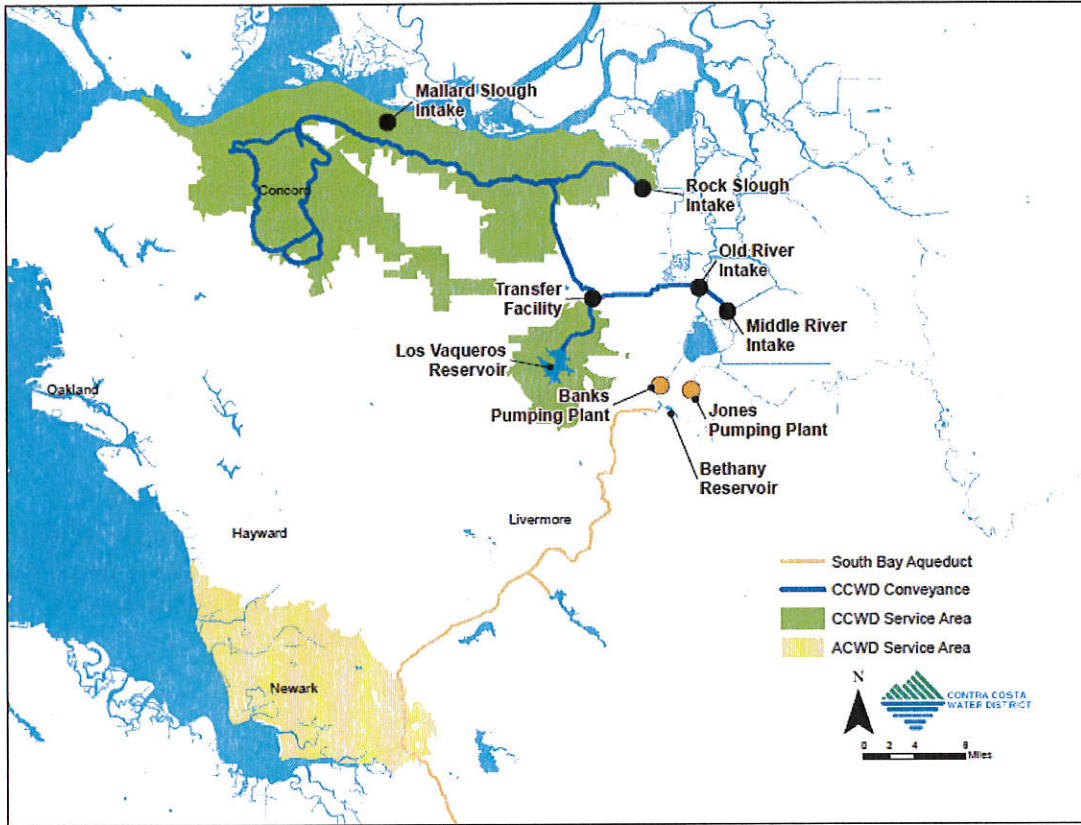 Mallard Slough
Intake
Concord
Rock Slough
Intake
Old River
Intake
Transfer
Facility
Middle River
Intake
Los Vaqueros
Reservoir
Oakland
Banks
Pumping Plant
Jones
Pumping Plant
Bethany
Reservoir
Hayward
Livermore
South Bay Aqueduct
CCWD Conveyance
CCWD Service Area
ACWD Service Area
Newark
N
CONTRA COSTA
WATER DISTRICT
0 2 4 8
Miles